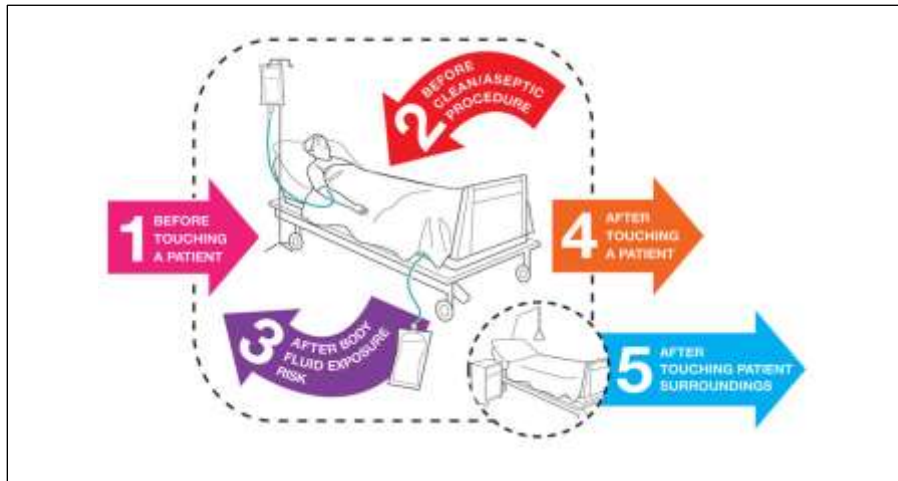 1 BEFORE
TOUCHING
A PATIENT
2 BEFORE
CLEAN/ASEPTIC
PROCEDURE
3 AFTER BODY
FLUID EXPOSURE
RISK
4 AFTER
TOUCHING
A PATIENT
5 AFTER
TOUCHING PATIENT
SURROUNDINGS